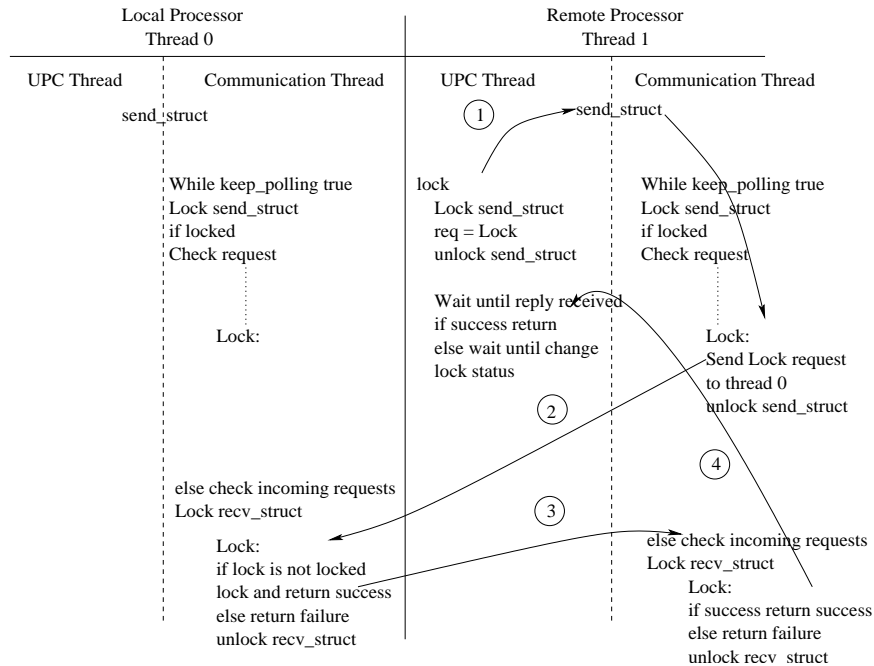 Local Processor
Thread 0
Remote Processor
Thread 1
UPC Thread
Communication Thread
UPC Thread
Communication Thread
send_struct
1
send_struct
While keep_polling true
Lock send_struct
if locked
Check request
Lock:
lock
Lock send_struct
req = Lock
unlock send_struct
Wait until reply received
if success return
else wait until change
lock status
While keep_polling true
Lock send_struct
if locked
Check request
Lock:
Send Lock request
to thread 0
unlock send_struct
2
4
else check incoming requests
Lock recv_struct
Lock:
if lock is not locked
lock and return success
else return failure
unlock recv_struct
3
else check incoming requests
Lock recv_struct
Lock:
if success return success
else return failure
unlock recv_struct